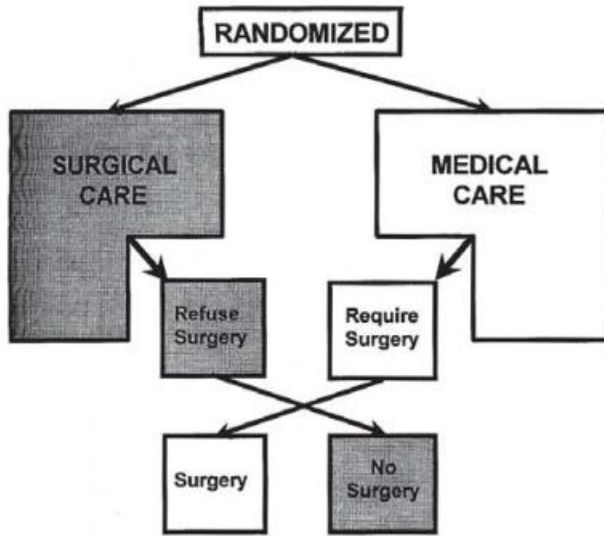 RANDOMIZED
SURGICAL
CARE
MEDICAL
CARE
Refuse
Surgery
Require
Surgery
Surgery
No
Surgery